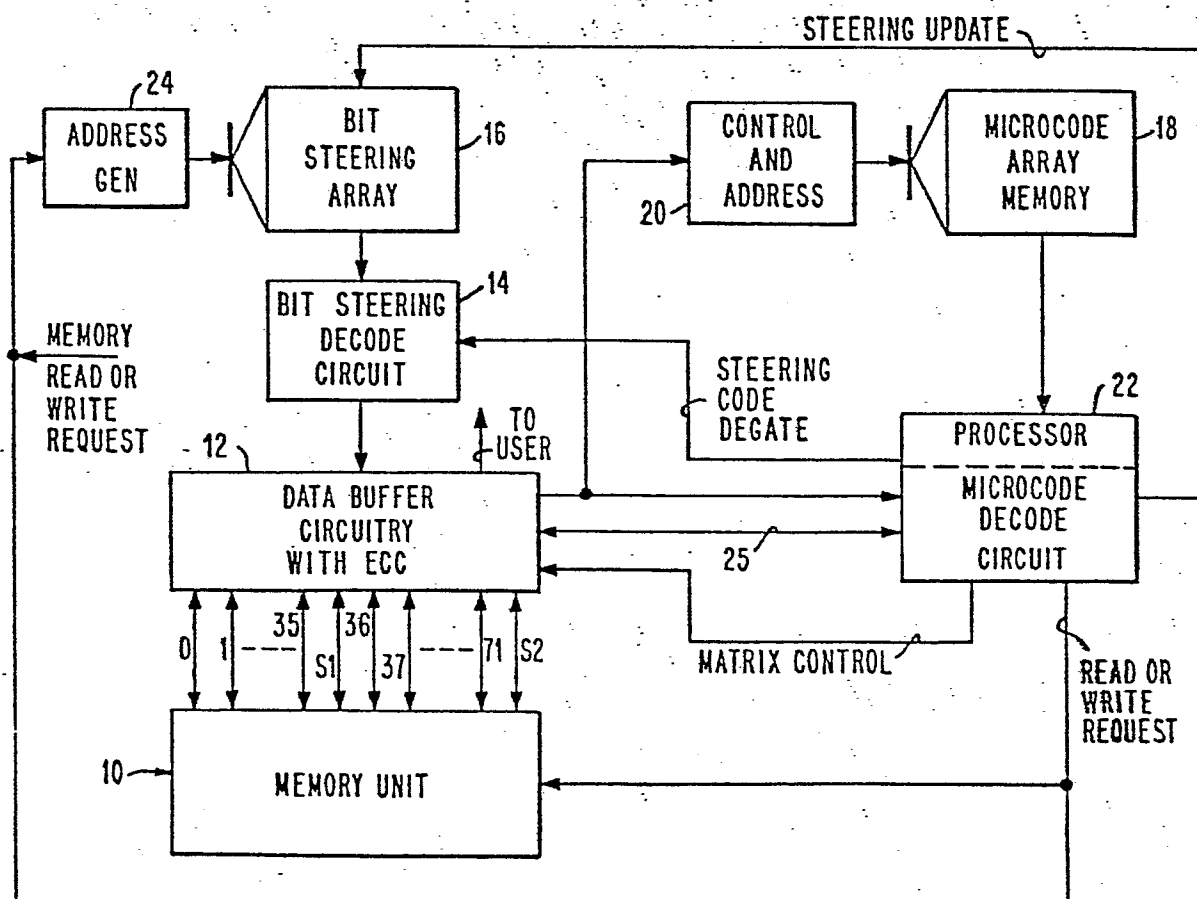 STEERING UPDATE
24
ADDRESS
GEN
BIT
STEERING
ARRAY
16
CONTROL
AND
ADDRESS
20
MICROCODE
ARRAY
MEMORY
18
BIT STEERING
DECODE
CIRCUIT
14
MEMORY
READ OR
WRITE
REQUEST
STEERING
CODE
DEGATE
TO
USER
12
DATA BUFFER
CIRCUITRY
WITH ECC
22
PROCESSOR
MICROCODE
DECODE
CIRCUIT
25
0
1
35
S1
36
37
71
S2
MATRIX CONTROL
READ OR
WRITE
REQUEST
10
MEMORY UNIT